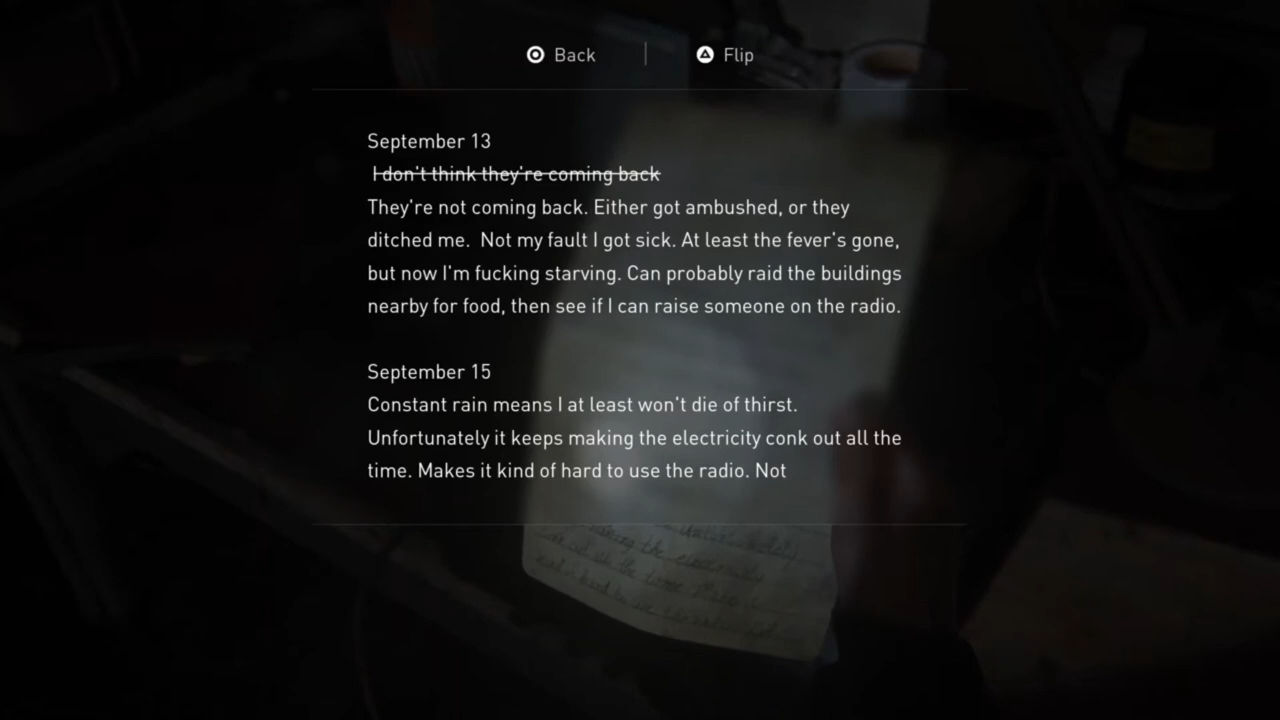 Back | Flip
September 13
I don't think they're coming back
They're not coming back. Either got ambushed, or they
ditched me.  Not my fault I got sick. At least the fever's gone,
but now I'm fucking starving. Can probably raid the buildings
nearby for food, then see if I can raise someone on the radio.
September 15
Constant rain means I at least won't die of thirst.
Unfortunately it keeps making the electricity conk out all the
time. Makes it kind of hard to use the radio. Not